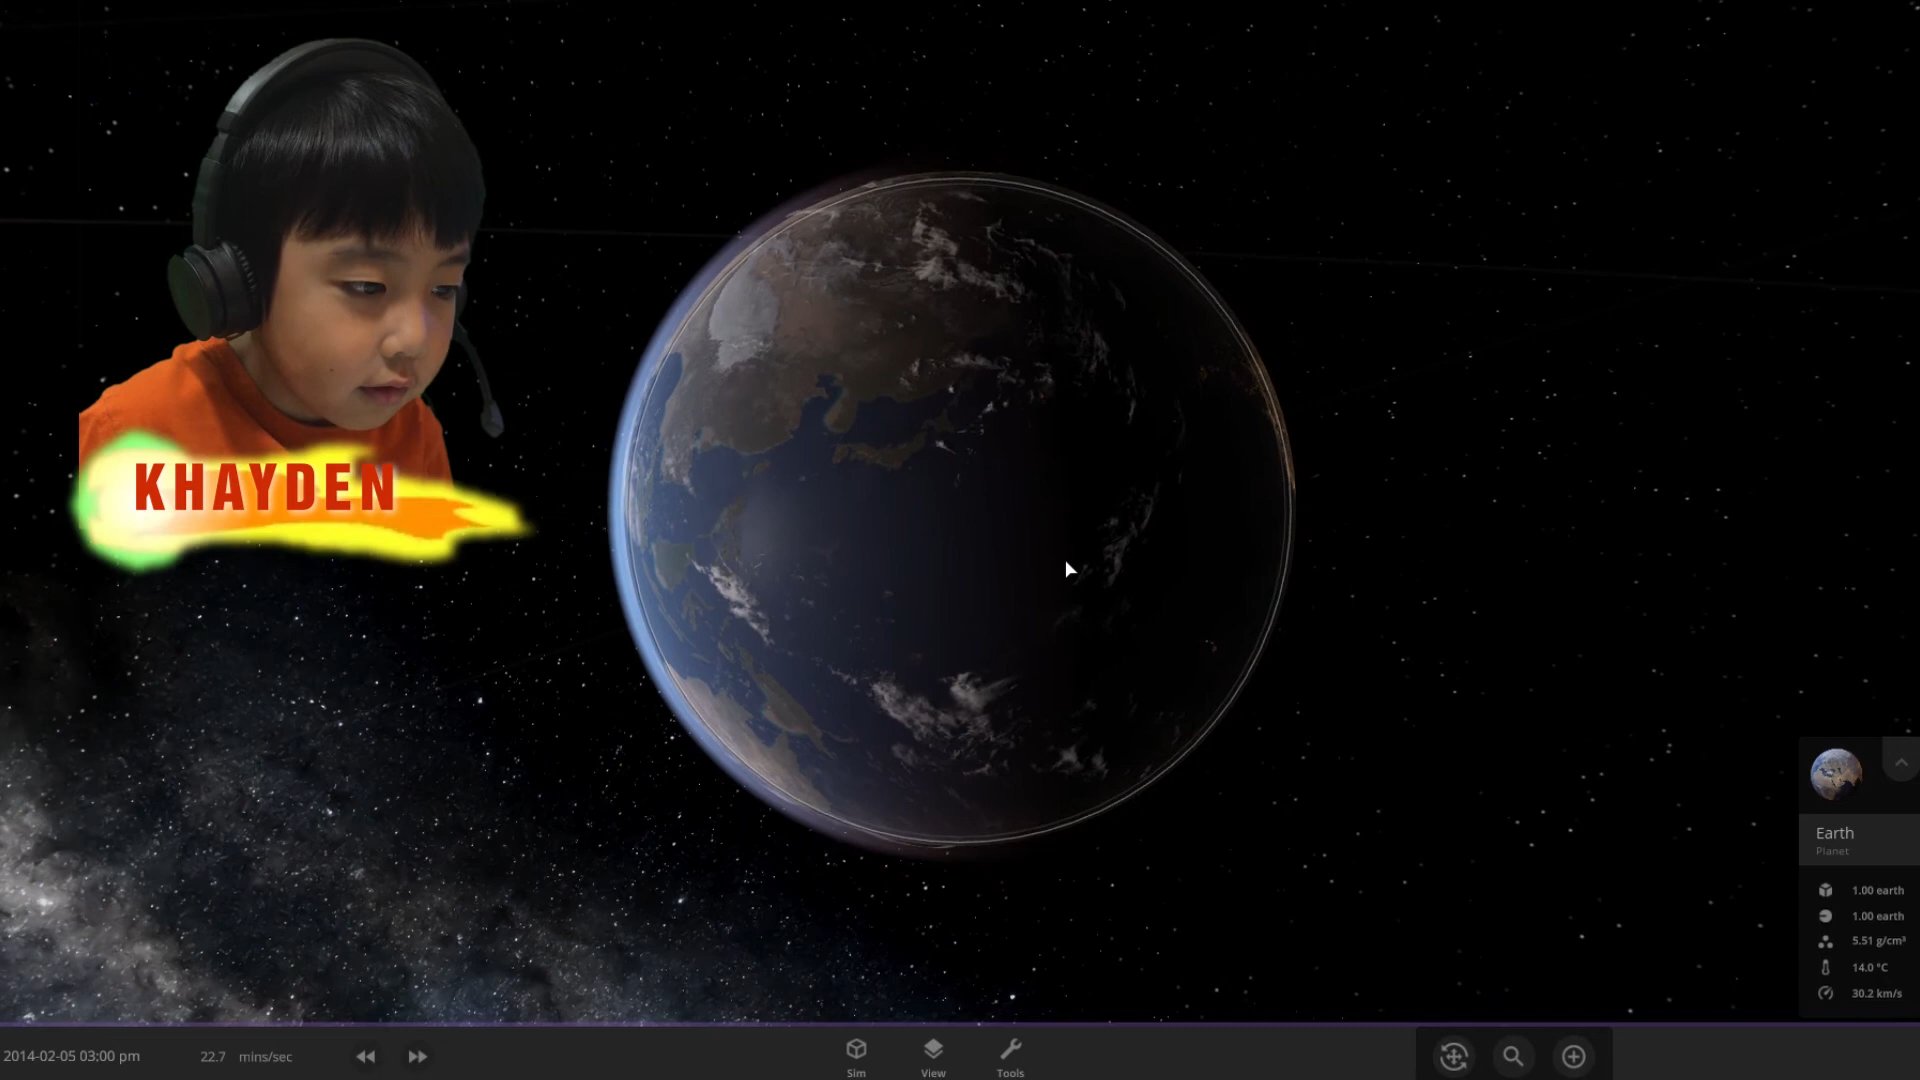 KHAYDEN
Earth
Planet
1.00 earth
1.00 earth
5.51 g/cm³
14.0 °C
30.2 km/s
2014-02-05 03:00 pm
22.7 mins/sec
Sim
View
Tools